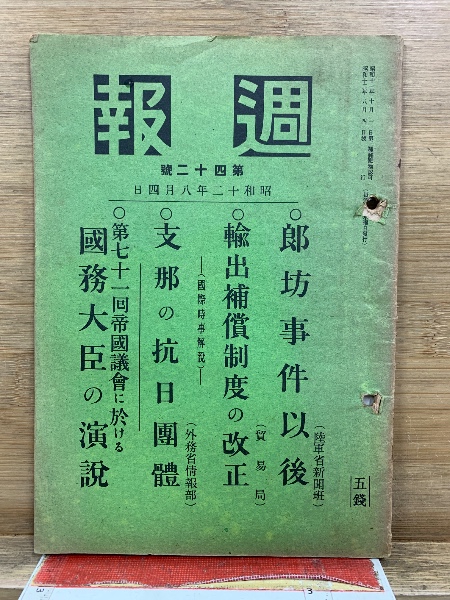 週報
第四十二號
昭和十二年八月四日
○郎坊事件以後
(陸軍省新聞班)
○輸出補償制度の改正
(貿易局)
―(國際時事解說)―
○支那の抗日團體
(外務省情報部)
○第七十一囘帝國議會に於ける
國務大臣の演說
五錢